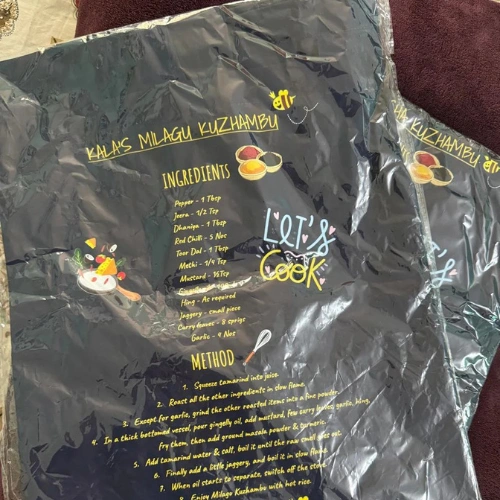 KALA'S MILAGU KUZHAMBU
INGREDIENTS
Pepper - 1 Tbsp
Jeera - 1/2 Tsp
Dhaniya - 1 Tbsp
Red Chilli - 5 Nos
Toor Dal - 1 Tbsp
Methi - 1/4 Tsp
Mustard -
Hing - As required
Jaggery - small piece
Curry leaves - 8 sprigs
Garlic - 4 Nos
LET'S
COOK
METHOD
1. Squeeze tamarind into juice.
2. Roast all the other ingredients in slow flame.
3. Except for garlic, grind the other roasted items into a fine powder.
4. In a thick bottomed vessel, pour gingelly oil, add mustard, few curry leaves, garlic, hing,
fry them, then add ground masala powder & turmeric.
5. Add tamarind water & salt, boil it until the raw smell goes out.
6. Finally add a little jaggery, and boil it in slow flame.
7. When oil starts to separate, switch off the stove.
8. Enjoy Milagu Kuzhambu with hot rice.
KUZHAMBU